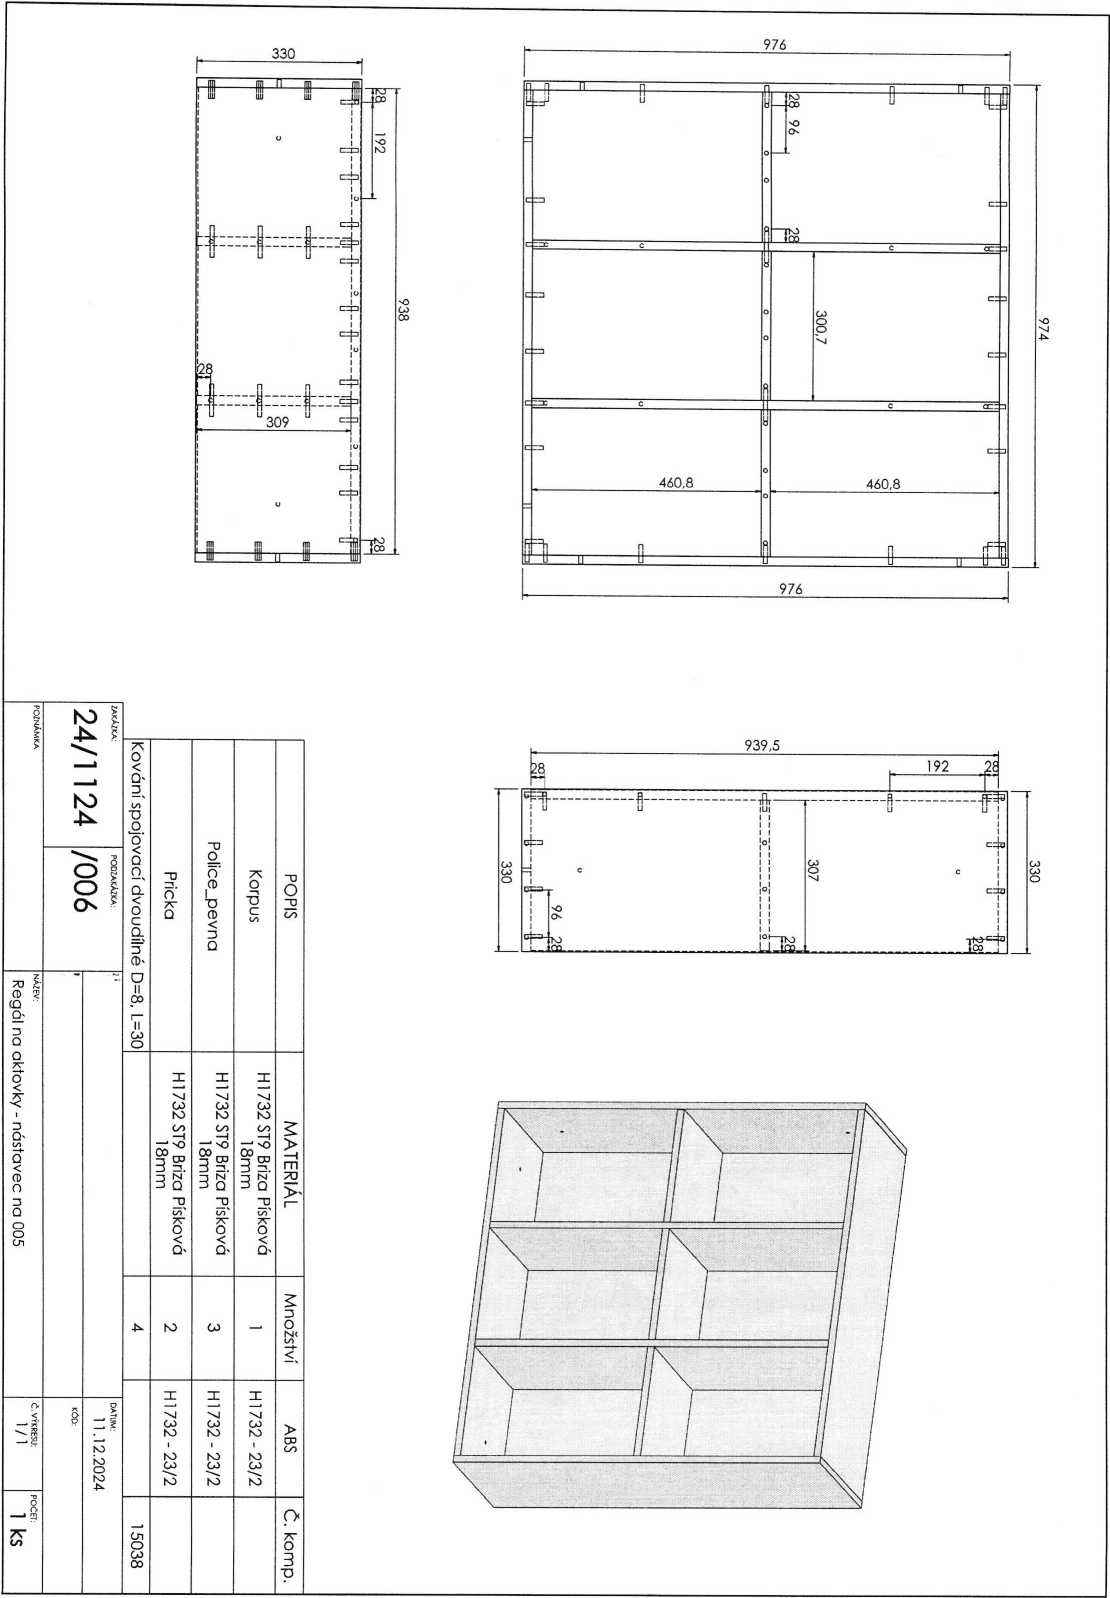 976
330
28
192
938
28
309
28
28
96
28
974
300,7
460,8
460,8
976
939,5
28
192
28
330
307
330
96
28
28
28
POPIS MATERIÁL Množství ABS Č. komp.
Korpus H1732 ST9 Briza Písková 18mm 1 H1732 - 23/2
Police_pevna H1732 ST9 Briza Písková 18mm 3 H1732 - 23/2
Pricka H1732 ST9 Briza Písková 18mm 2 H1732 - 23/2
Kování spojovací dvoudílné D=8, L=30 4 15038
ZAKÁZKA:
24/1124
PODZAKÁZKA:
/006
DATUM:
11.12.2024
KÓD:
POZNÁMKA
NÁZEV:
Regál na aktovky - nástavec na 005
Č. VÝKRESU:
1/1
POČET:
1 ks